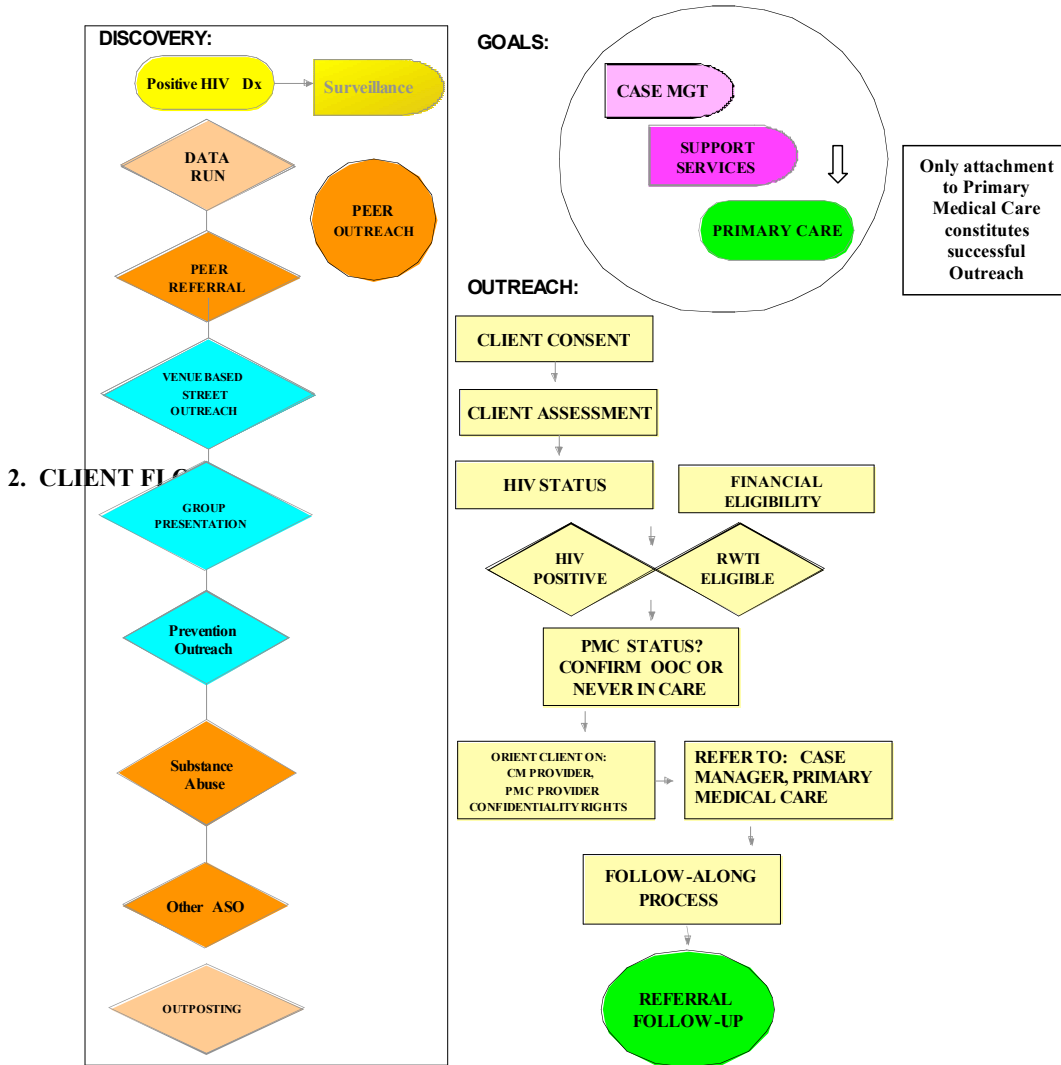 DISCOVERY:
Positive HIV Dx
Surveillance
DATA
RUN
PEER
OUTREACH
PEER
REFERRAL
VENUE BASED
STREET
OUTREACH
2. CLIENT
GROUP
PRESENTATION
Prevention
Outreach
Substance
Abuse
Other ASO
OUTPOSTING
GOALS:
CASE MGT
SUPPORT
SERVICES
PRIMARY CARE
Only attachment
to Primary
Medical Care
constitutes
successful
Outreach
OUTREACH:
CLIENT CONSENT
CLIENT ASSESSMENT
HIV STATUS
FINANCIAL
ELIGIBILITY
HIV
POSITIVE
RWTI
ELIGIBLE
PMC STATUS?
CONFIRM OOC OR
NEVER IN CARE
ORIENT CLIENT ON:
CM PROVIDER,
PMC PROVIDER
CONFIDENTIALITY RIGHTS
REFER TO: CASE
MANAGER, PRIMARY
MEDICAL CARE
FOLLOW-ALONG
PROCESS
REFERRAL
FOLLOW-UP